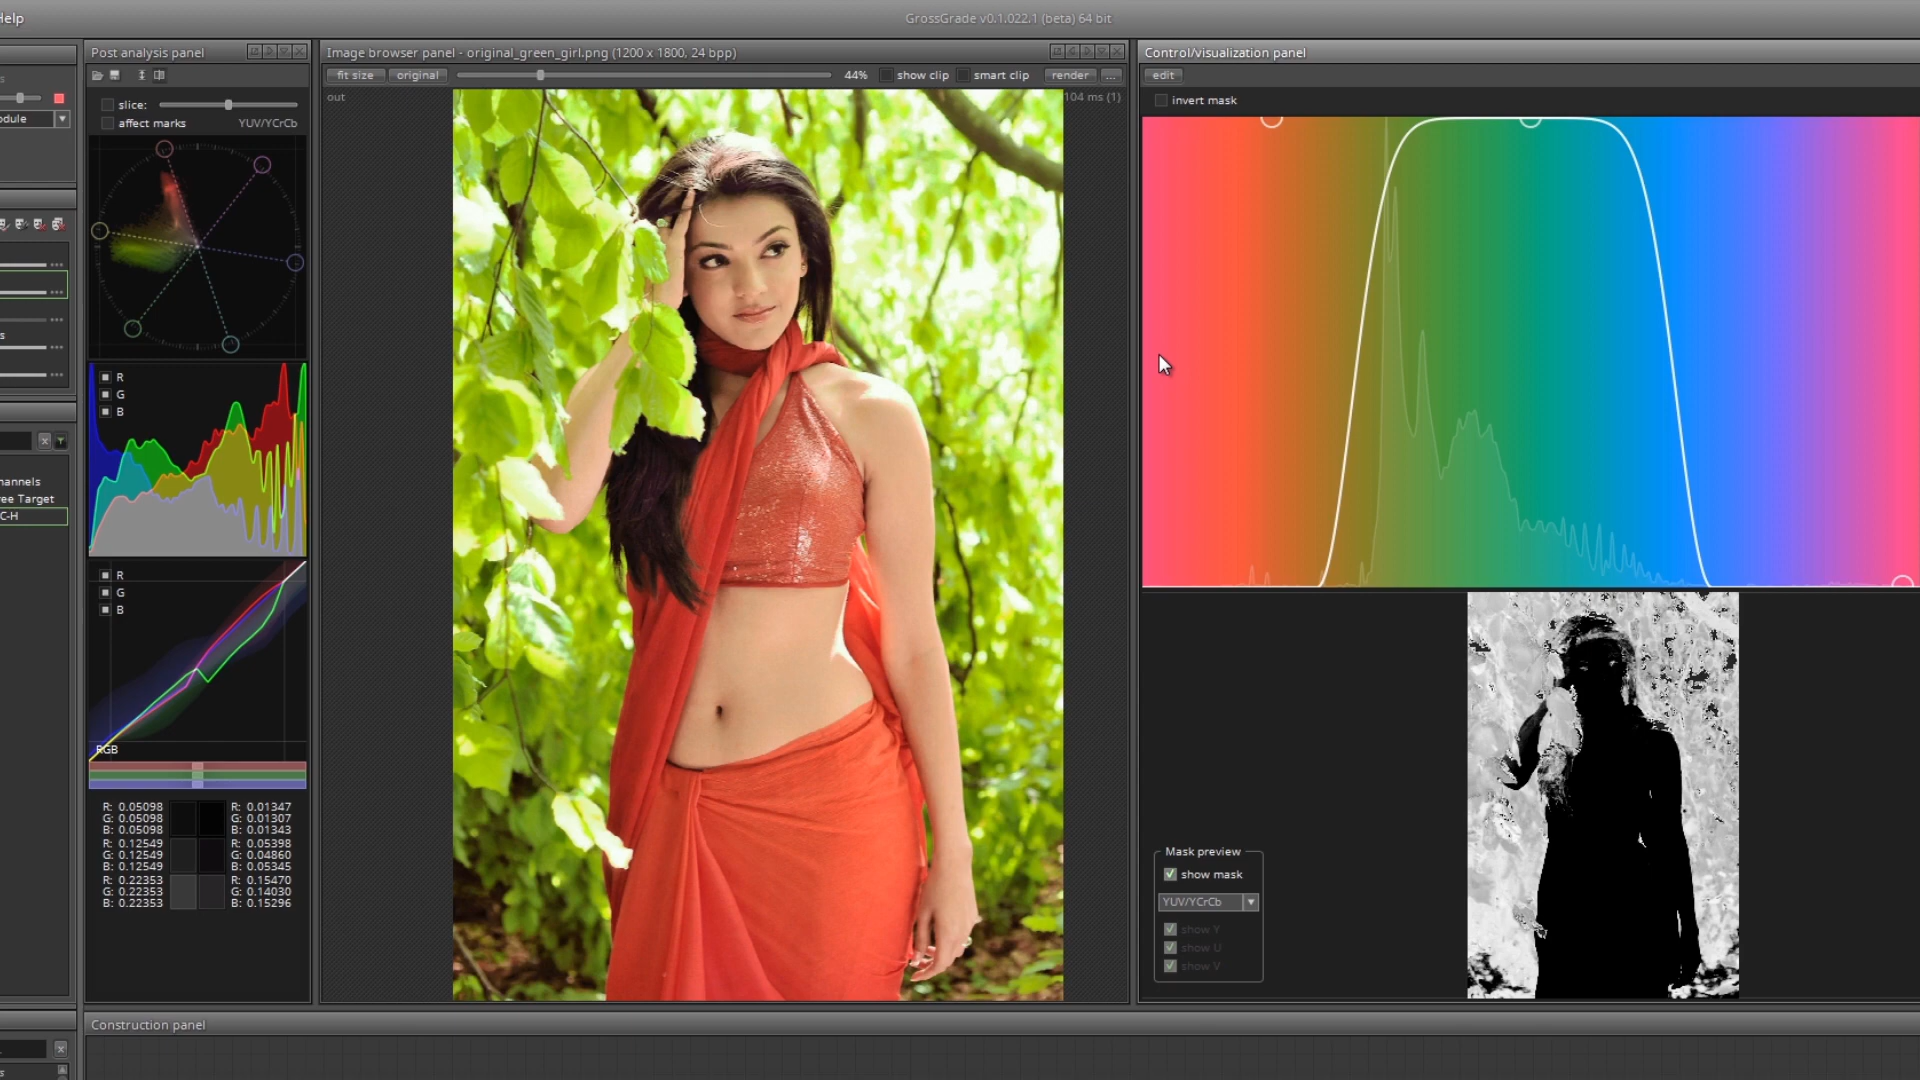 Help
GrossGrade v0.1.022.1 (beta) 64 bit
Post analysis panel
Image browser panel - original_green_girl.png (1200 x 1800, 24 bpp)
Control/visualization panel
fit size
original
44%
show clip
smart clip
render
...
edit
out
104 ms (1)
slice:
affect marks
YUV/YCrCb
invert mask
odule
R
G
B
s
hannels
ree Target
C-H
R
G
B
RGB
R: 0.05098
G: 0.05098
B: 0.05098
R: 0.12549
G: 0.12549
B: 0.12549
R: 0.22353
G: 0.22353
B: 0.22353
R: 0.01347
G: 0.01307
B: 0.01343
R: 0.05398
G: 0.04860
B: 0.05345
R: 0.15470
G: 0.14030
B: 0.15296
Mask preview
show mask
YUV/YCrCb
show Y
show U
show V
Construction panel